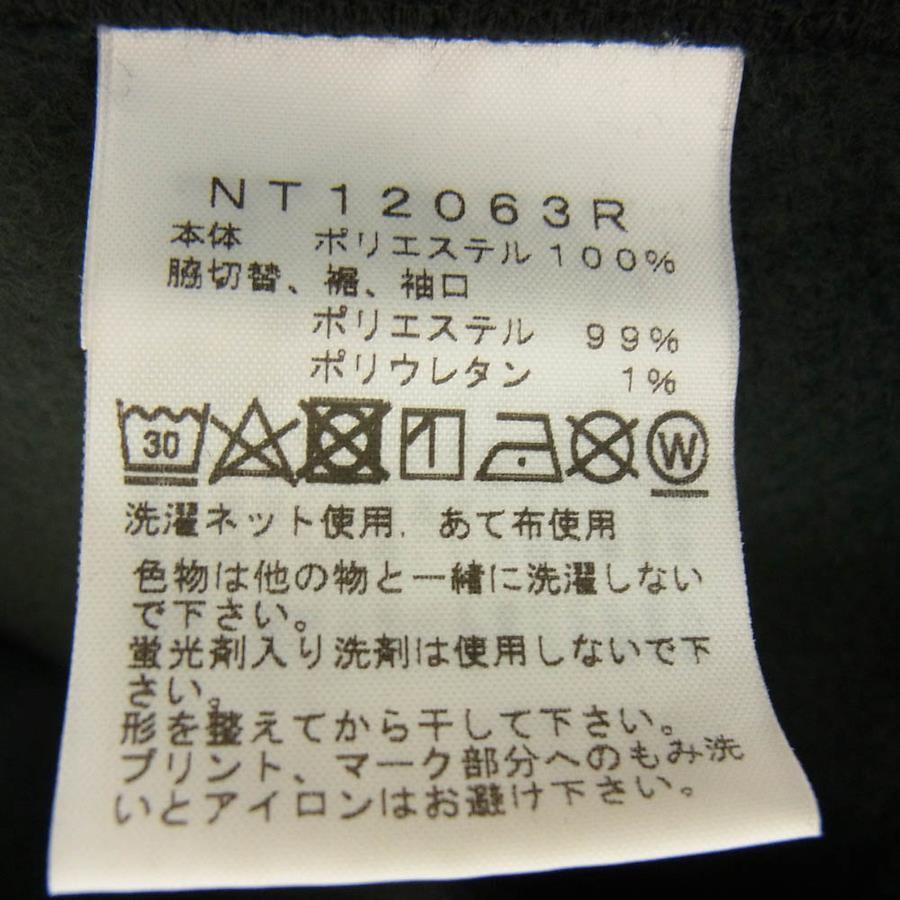 NT12063R
本体 ポリエステル 100%
脇切替、裾、袖口
ポリエステル 99%
ポリウレタン 1%
30 W
洗濯ネット使用. あて布使用
色物は他の物と一緒に洗濯しない
で下さい。
蛍光剤入り洗剤は使用しないで下
さい。
形を整えてから干して下さい。
プリント、マーク部分へのもみ洗
いとアイロンはお避け下さい。